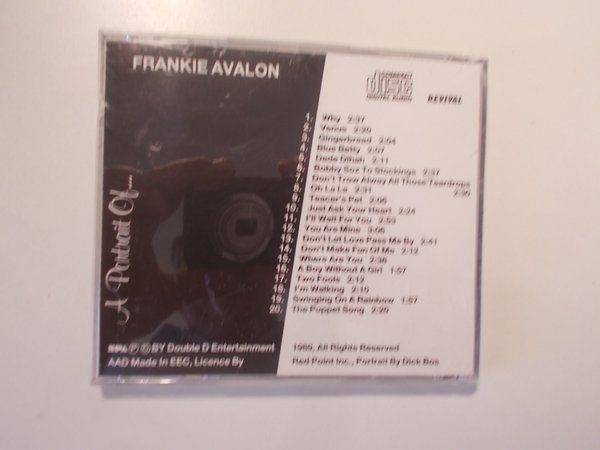 FRANKIE AVALON
COMPACT
disc
DIGITAL AUDIO
REVIVAL
A Portrait Of....
1. Why 2:37
2. Venus 2:20
3. Gingerbread 2:04
4. Blue Betty 2:07
5. Dede Dinah 2:11
6. Bobby Sox To Stockings 2:37
7. Don't Trow Alway All Those Teardrops 2:30
8. Oh La La 2:31
9. Teacer's Pet 2:06
10. Just Ask Your Heart 2:24
11. I'll Wait For You 2:53
12. You Are Mine 3:06
13. Don't Let Love Pass Me By 2:41
14. Don't Make Fun Of Me 2:12
15. Where Are You 2:36
16. A Boy Without A Girl 1:57
17. Two Fools 2:12
18. I'm Walking 2:10
19. Swinging On A Rainbow 1:57
20. The Puppet Song 2:20
Ⓟ ⒸBY Double D Entertainment
AAD Made In EEC, Licence By
1989, All Rights Reserved
Red Point Inc., Portrait By Dick Bos